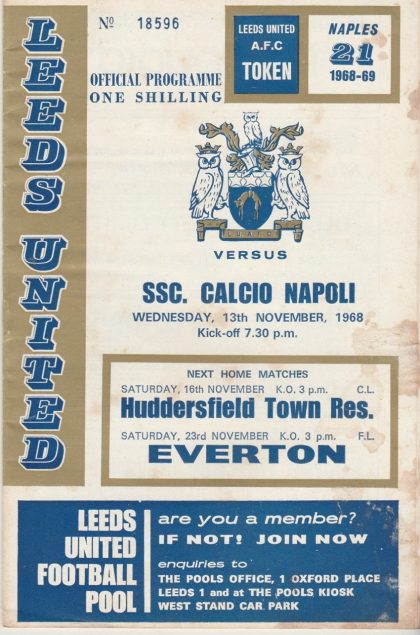 Nº 18596
LEEDS UNITED
A.F.C
TOKEN
NAPLES
21
1968-69
OFFICIAL PROGRAMME
ONE SHILLING
LEEDS UNITED
L.U.A.F.C.
VERSUS
SSC. CALCIO NAPOLI
WEDNESDAY, 13th NOVEMBER, 1968
Kick-off 7.30 p.m.
NEXT HOME MATCHES
SATURDAY, 16th NOVEMBER K.O. 3 p.m. C.L.
Huddersfield Town Res.
SATURDAY, 23rd NOVEMBER K.O. 3 p.m. F.L.
EVERTON
LEEDS
UNITED
FOOTBALL
POOL
are you a member?
IF NOT! JOIN NOW
enquiries to
THE POOLS OFFICE, 1 OXFORD PLACE
LEEDS 1 and at THE POOLS KIOSK
WEST STAND CAR PARK